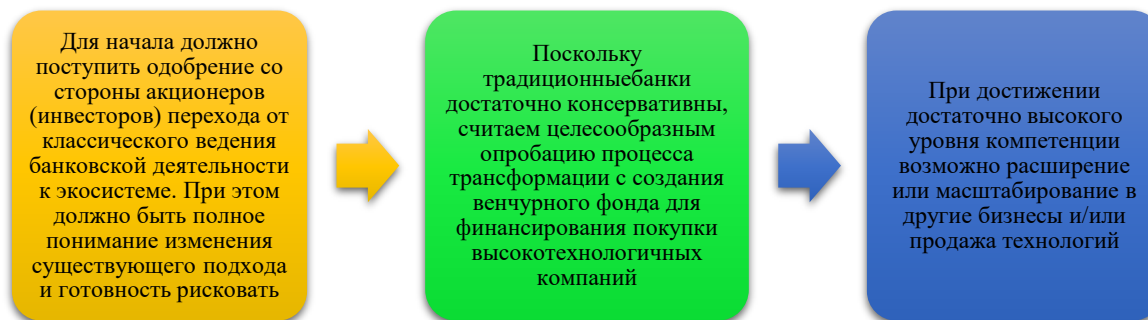 Для начала должно
поступить одобрение со
стороны акционеров
(инвесторов) перехода от
классического ведения
банковской деятельности
к экосистеме. При этом
должно быть полное
понимание изменения
существующего подхода
и готовность рисковать
Поскольку
традиционныебанки
достаточно консервативны,
считаем целесообразным
опробацию процесса
трансформации с создания
венчурного фонда для
финансирования покупки
высокотехнологичных
компаний
При достижении
достаточно высокого
уровня компетенции
возможно расширение
или масштабирование в
другие бизнесы и/или
продажа технологий